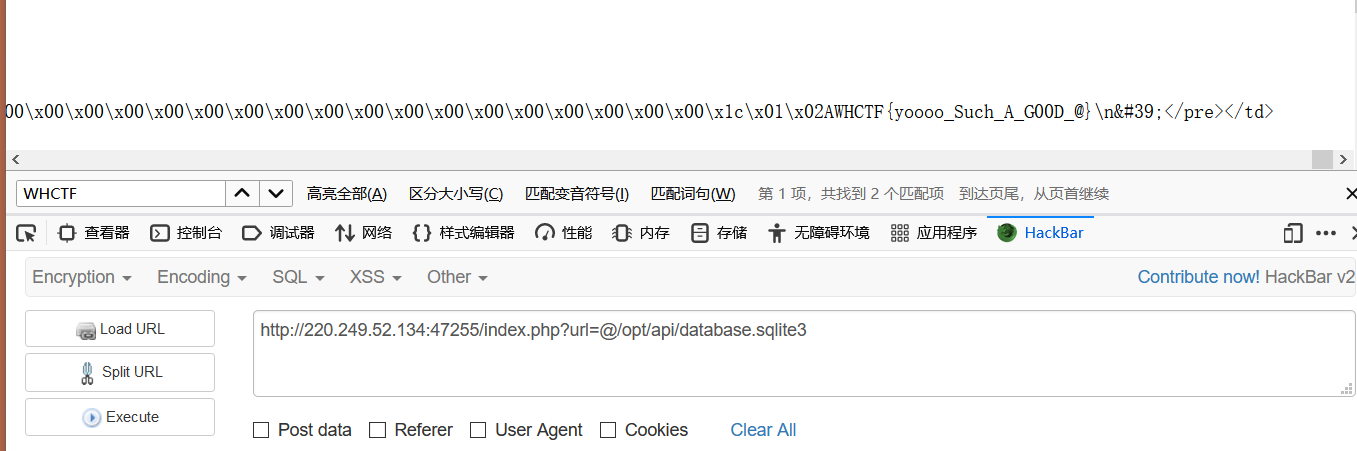 00\x00\x00\x00\x00\x00\x00\x00\x00\x00\x00\x00\x00\x00\x00\x00\x00\x1c\x01\x02AWHCTF{yoooo_Such_A_G00D_@}\n&#39;</pre></td>
WHCTF 高亮全部(A) 区分大小写(C) 匹配变音符号(I) 匹配词句(W) 第 1 项，共找到 2 个匹配项 到达页尾，从页首继续
查看器 控制台 调试器 网络 样式编辑器 性能 内存 存储 无障碍环境 应用程序 HackBar
Encryption Encoding SQL XSS Other Contribute now! HackBar v2
Load URL http://220.249.52.134:47255/index.php?url=@/opt/api/database.sqlite3
Split URL
Execute
Post data Referer User Agent Cookies Clear All